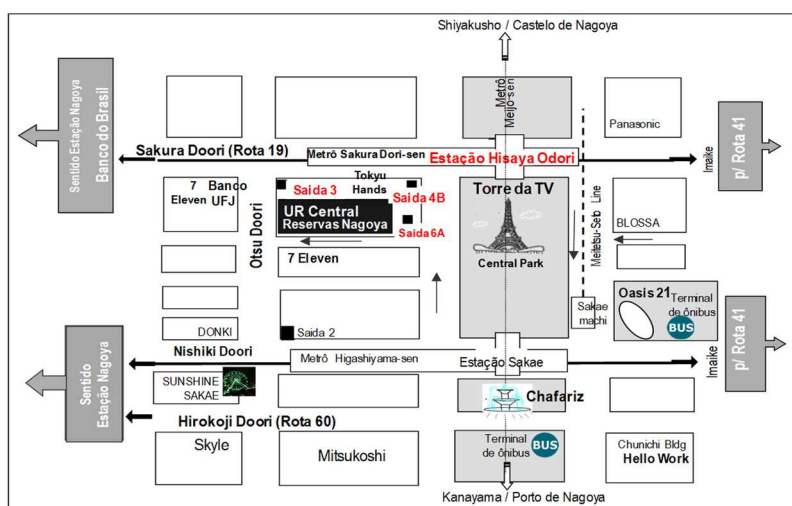 Shiyakusho / Castelo de Nagoya
Sentido Estação Nagoya
Banco do Brasil
Metrô
Meijo-sen
Panasonic
Sakura Doori (Rota 19)
Metrô Sakura Dori-sen
Estação Hisaya Odori
Imaike
p/ Rota 41
7
Eleven
Banco
UFJ
Otsu Doori
Saida 3
Tokyu
Hands
Saida 4B
UR Central
Reservas Nagoya
Saida 6A
Torre da TV
Central Park
Meitetsu-Seto Line
BLOSSA
7 Eleven
Oasis 21
Terminal
de ônibus
BUS
Sakae
machi
DONKI
Saida 2
Nishiki Doori
Metrô Higashiyama-sen
Estação Sakae
Imaike
p/ Rota 41
Sentido
Estação Nagoya
SUNSHINE
SAKAE
Chafariz
Hirokoji Doori (Rota 60)
Skyle
Mitsukoshi
Terminal
de ônibus
BUS
Chunichi Bldg
Hello Work
Kanayama / Porto de Nagoya